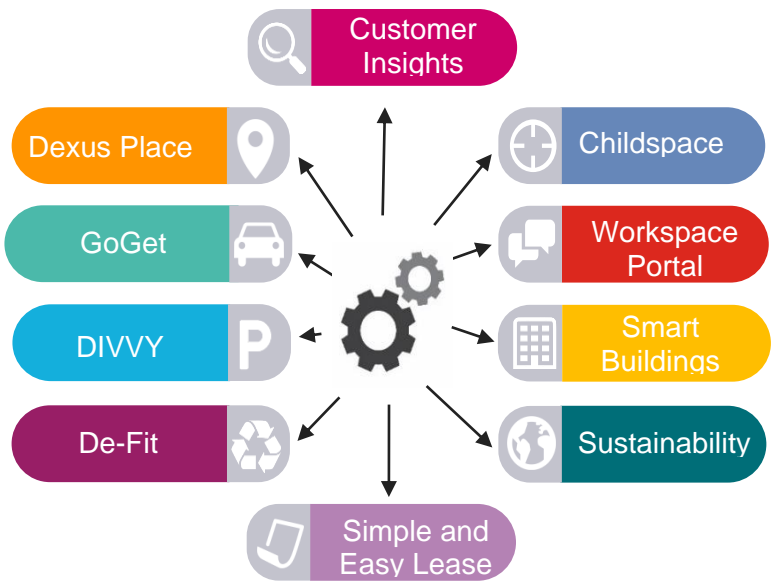 Customer
Insights
Dexus Place
Childspace
GoGet
Workspace
Portal
DIVVY
P
Smart
Buildings
De-Fit
Sustainability
Simple and
Easy Lease